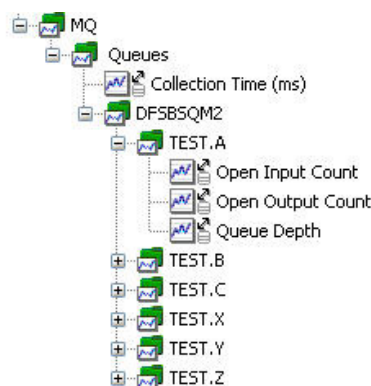 MQ
Queues
Collection Time (ms)
DFSBSQM2
TEST.A
Open Input Count
Open Output Count
Queue Depth
TEST.B
TEST.C
TEST.X
TEST.Y
TEST.Z